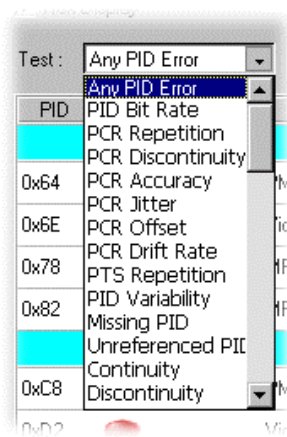 Test : Any PID Error
Any PID Error
PID PID Bit Rate
PCR Repetition
PCR Discontinuity
0x64 PCR Accuracy
PCR Jitter
0x6E PCR Offset
PCR Drift Rate
0x78 PTS Repetition
PID Variability
0x82 Missing PID
Unreferenced PID
Continuity
0xC8 Discontinuity
0xD2